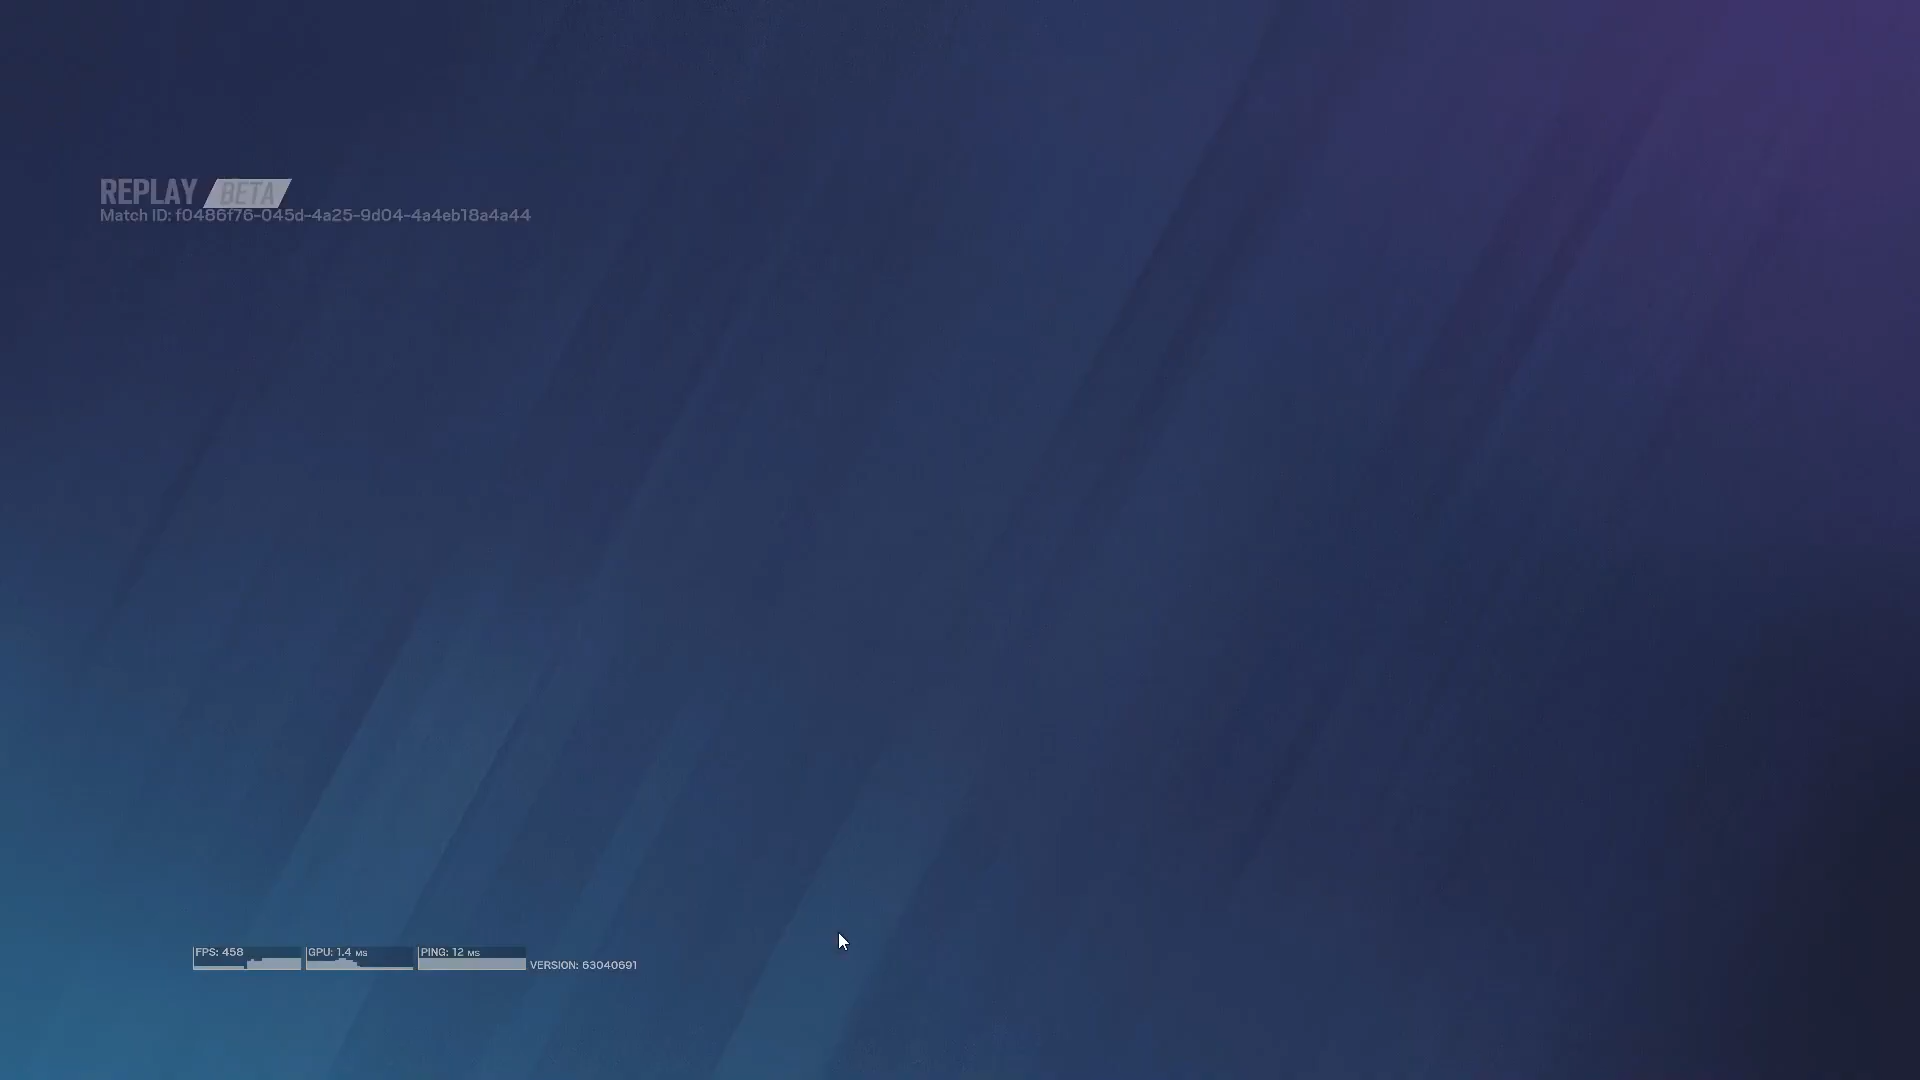 REPLAY BETA
Match ID: f0486f76-045d-4a25-9d04-4a4eb18a4a44
FPS: 458 GPU: 1.4 MS PING: 12 MS VERSION: 63040691